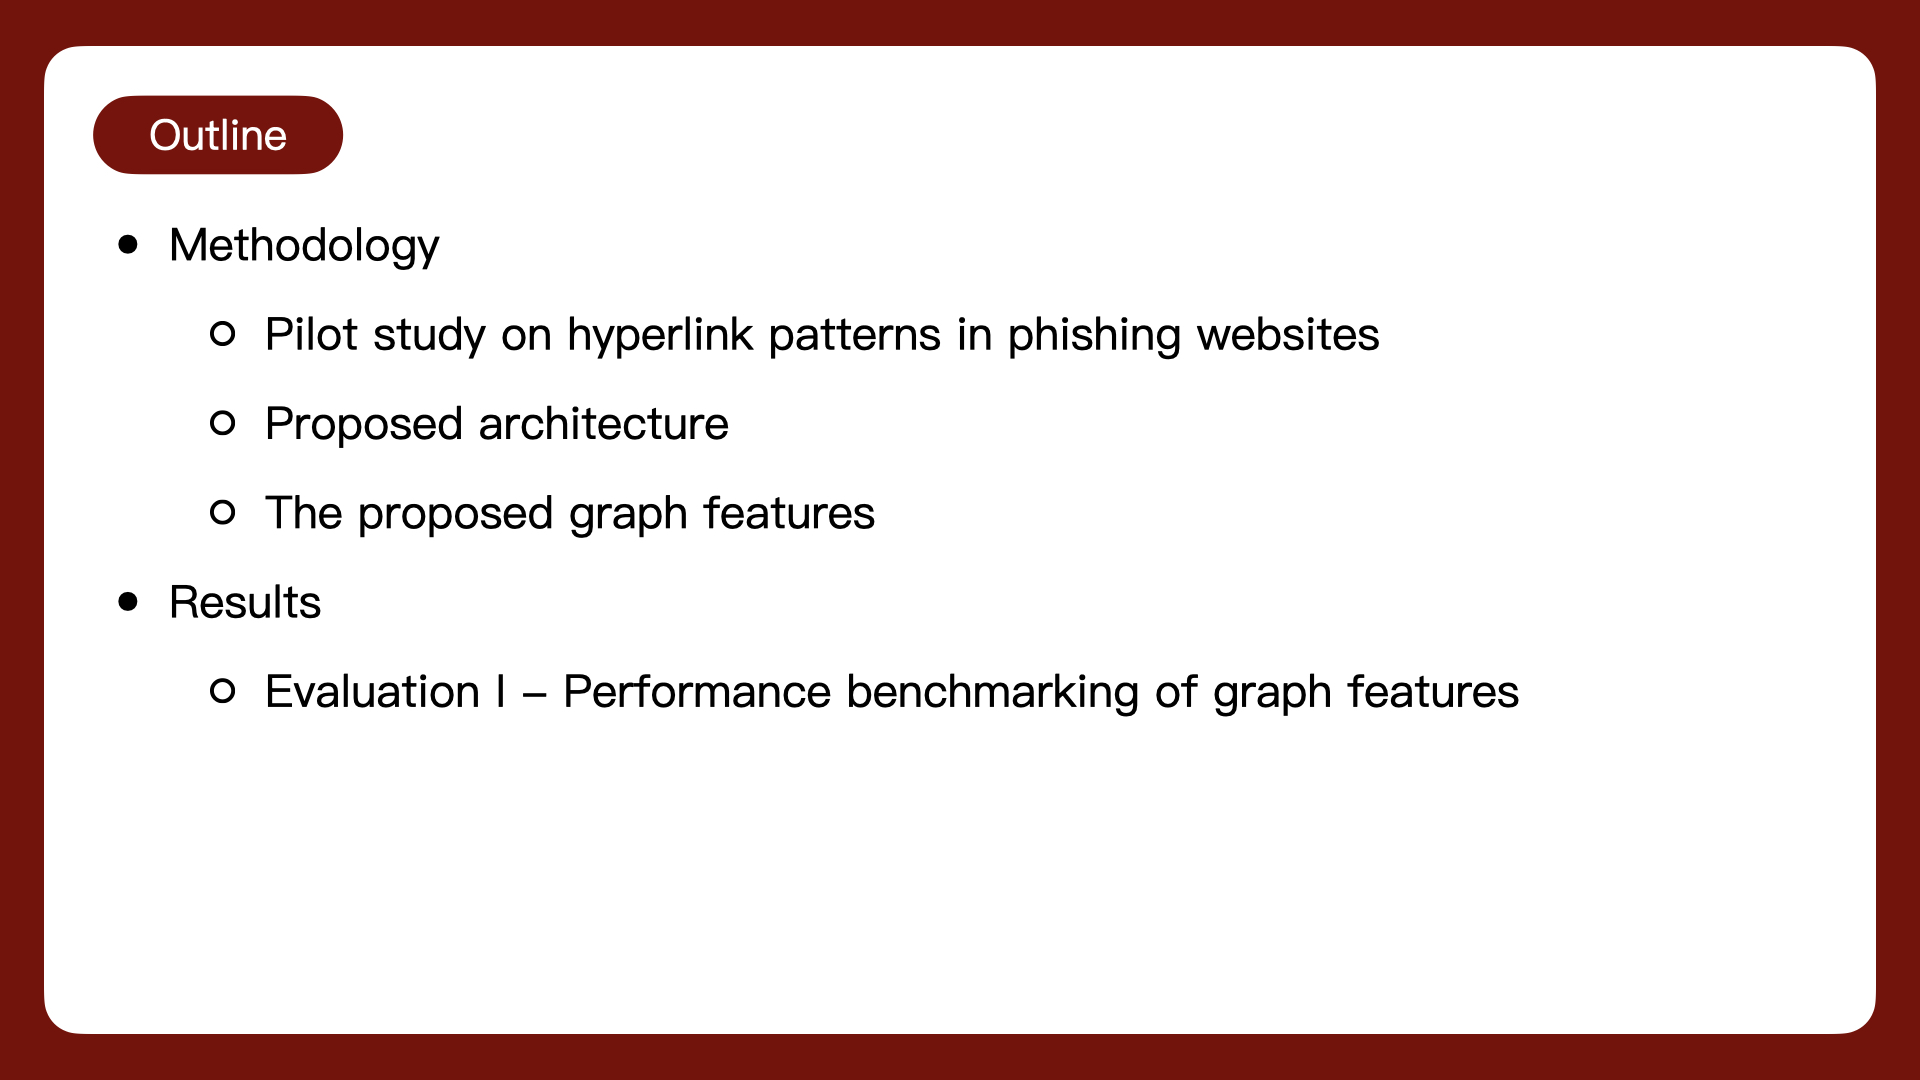 Outline
● Methodology
○ Pilot study on hyperlink patterns in phishing websites
○ Proposed architecture
○ The proposed graph features
● Results
○ Evaluation I – Performance benchmarking of graph features